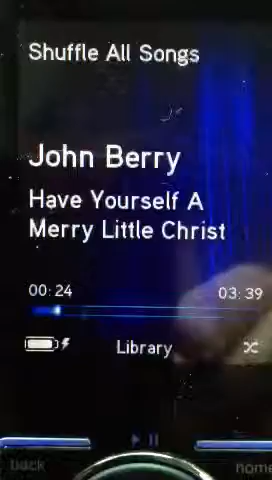 Shuffle All Songs
John Berry
Have Yourself A
Merry Little Christ
00:24 03:39
Library
back home